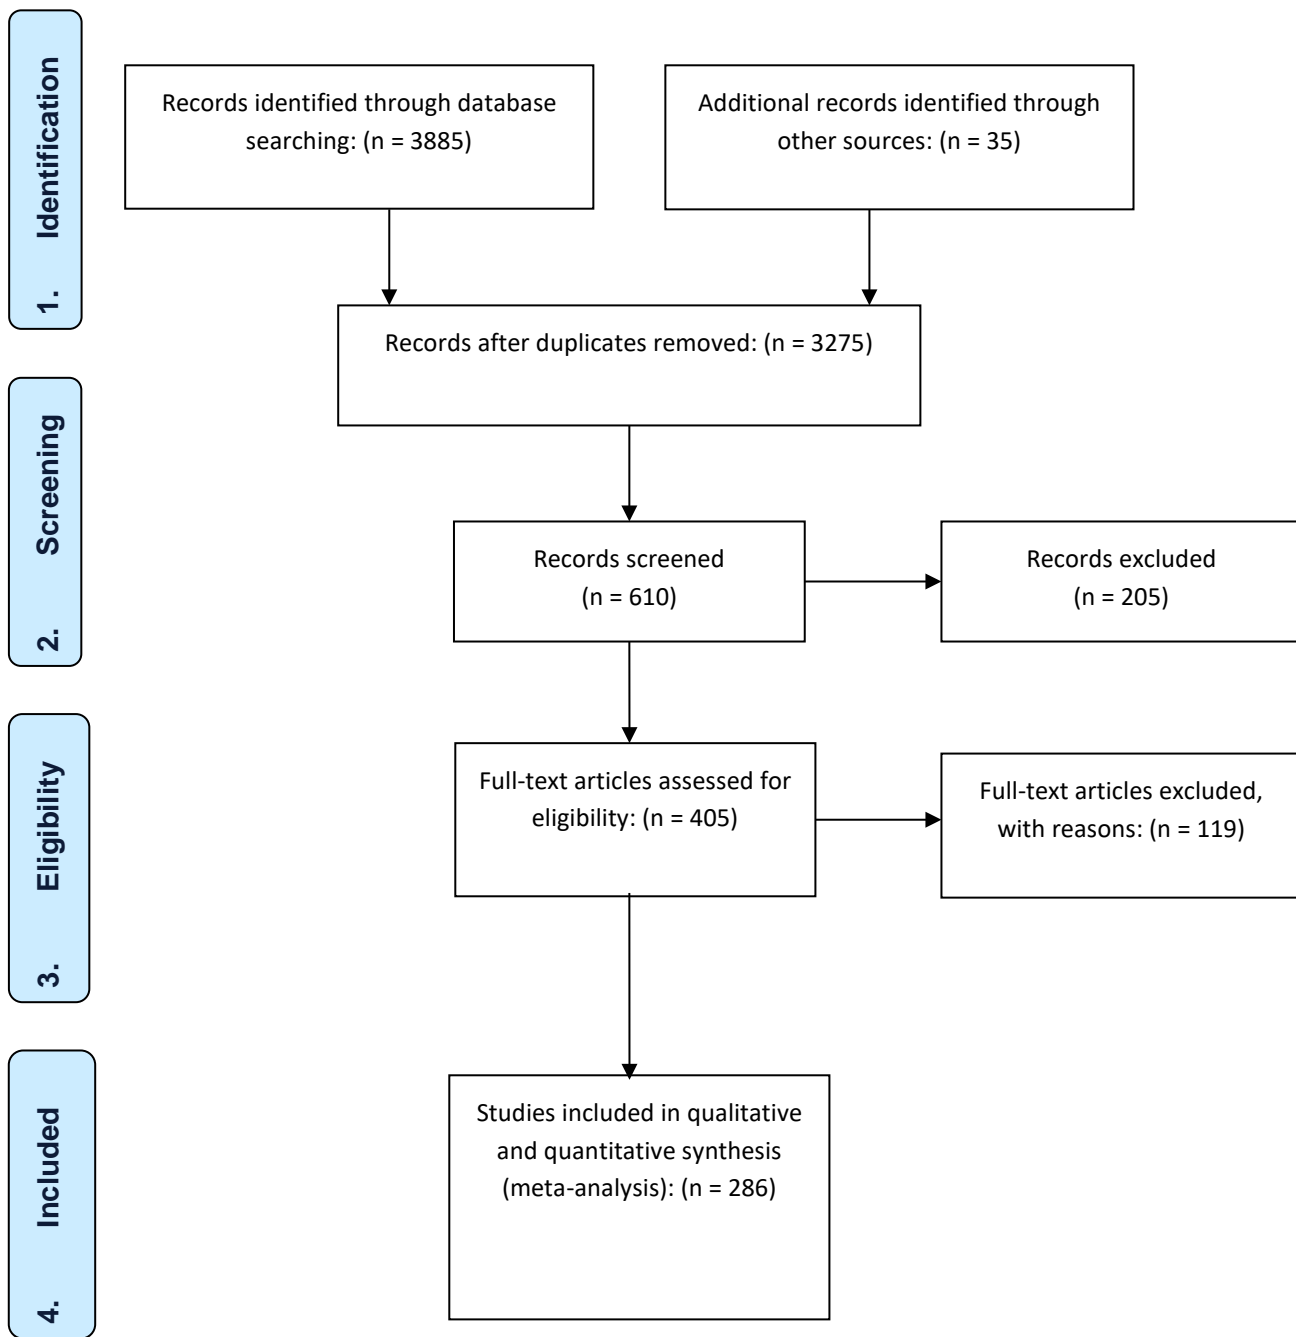 1. Identification
Records identified through database
searching: (n = 3885)
Additional records identified through
other sources: (n = 35)
Records after duplicates removed: (n = 3275)
2. Screening
Records screened
(n = 610)
Records excluded
(n = 205)
3. Eligibility
Full-text articles assessed for
eligibility: (n = 405)
Full-text articles excluded,
with reasons: (n = 119)
4. Included
Studies included in qualitative
and quantitative synthesis
(meta-analysis): (n = 286)